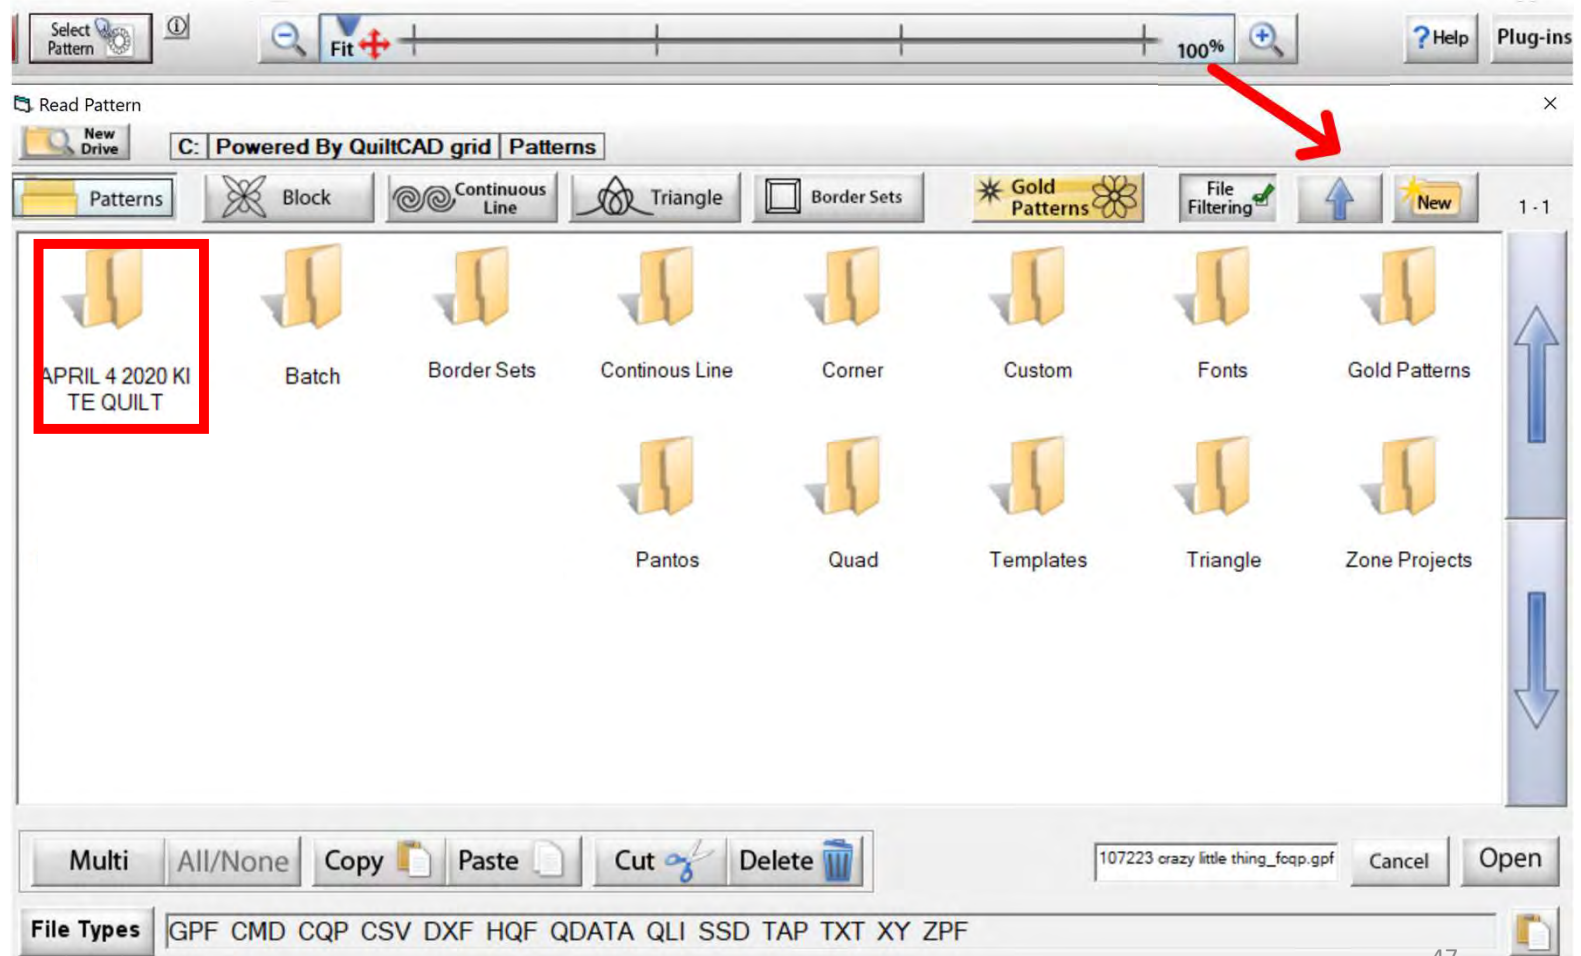 Select
Pattern
Fit
100%
? Help
Plug-ins
Read Pattern
New
Drive
C: Powered By QuiltCAD grid Patterns
Patterns
Block
Continuous
Line
Triangle
Border Sets
Gold
Patterns
File
Filtering
New
1 - 1
APRIL 4 2020 KI
TE QUILT
Batch
Border Sets
Continous Line
Corner
Custom
Fonts
Gold Patterns
Pantos
Quad
Templates
Triangle
Zone Projects
Multi
All/None
Copy
Paste
Cut
Delete
107223 crazy little thing_fcqp.gpf
Cancel
Open
File Types
GPF CMD CQP CSV DXF HQF QDATA QLI SSD TAP TXT XY ZPF